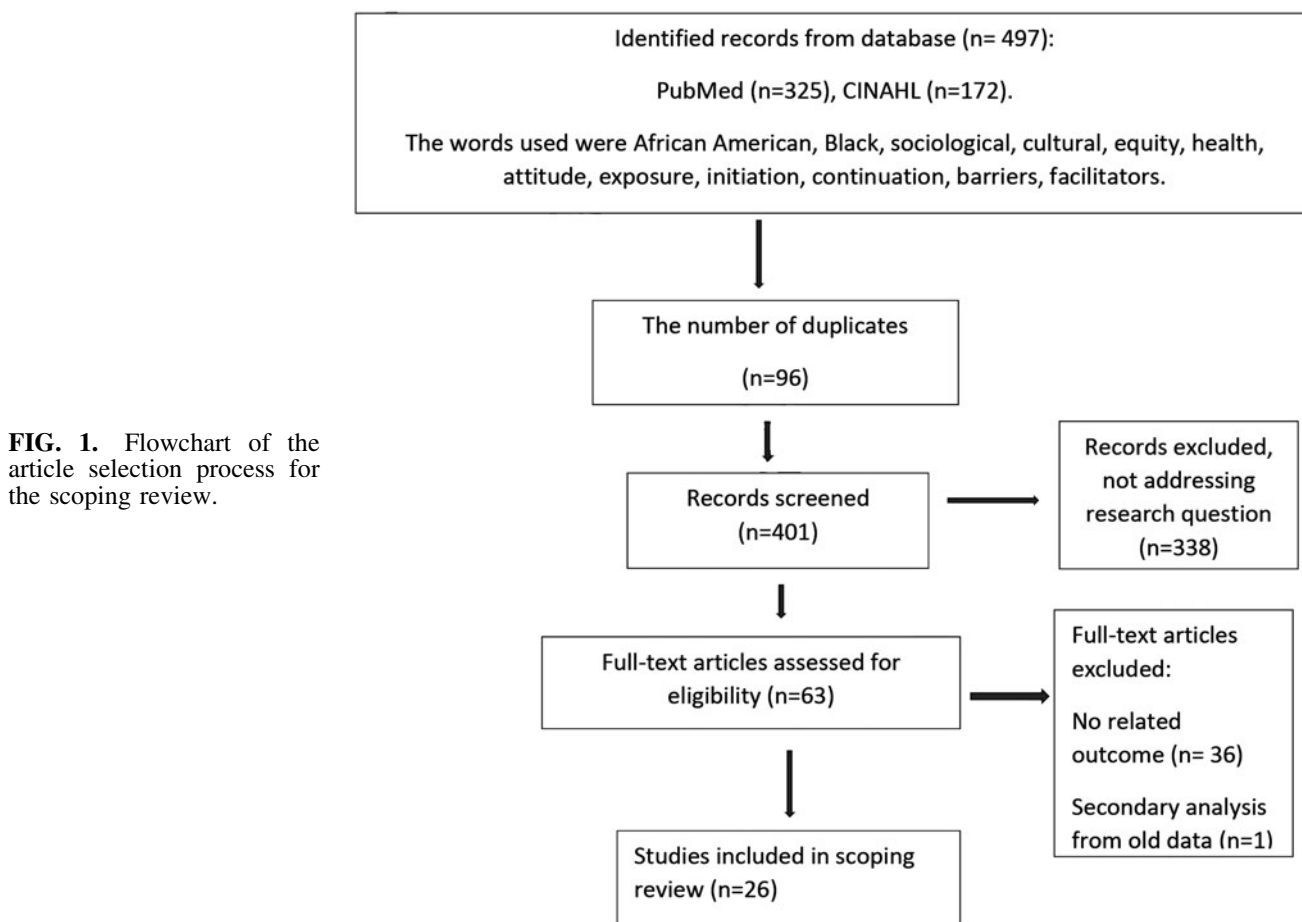 Identified records from database (n= 497):
PubMed (n=325), CINAHL (n=172).
The words used were African American, Black, sociological, cultural, equity, health,
attitude, exposure, initiation, continuation, barriers, facilitators.
The number of duplicates
(n=96)
Records screened
(n=401)
Records excluded,
not addressing
research question
(n=338)
Full-text articles assessed for
eligibility (n=63)
Full-text articles
excluded:
No related
outcome (n= 36)
Secondary analysis
from old data (n=1)
Studies included in scoping
review (n=26)
FIG. 1. Flowchart of the
article selection process for
the scoping review.